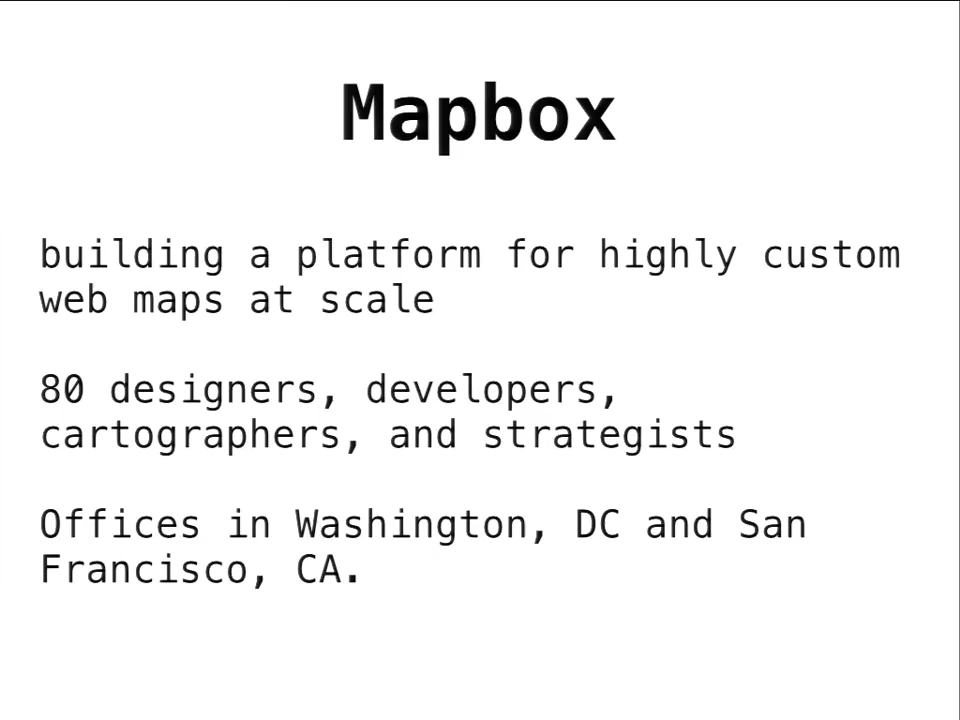 Mapbox
building a platform for highly custom
web maps at scale
80 designers, developers,
cartographers, and strategists
Offices in Washington, DC and San
Francisco, CA.